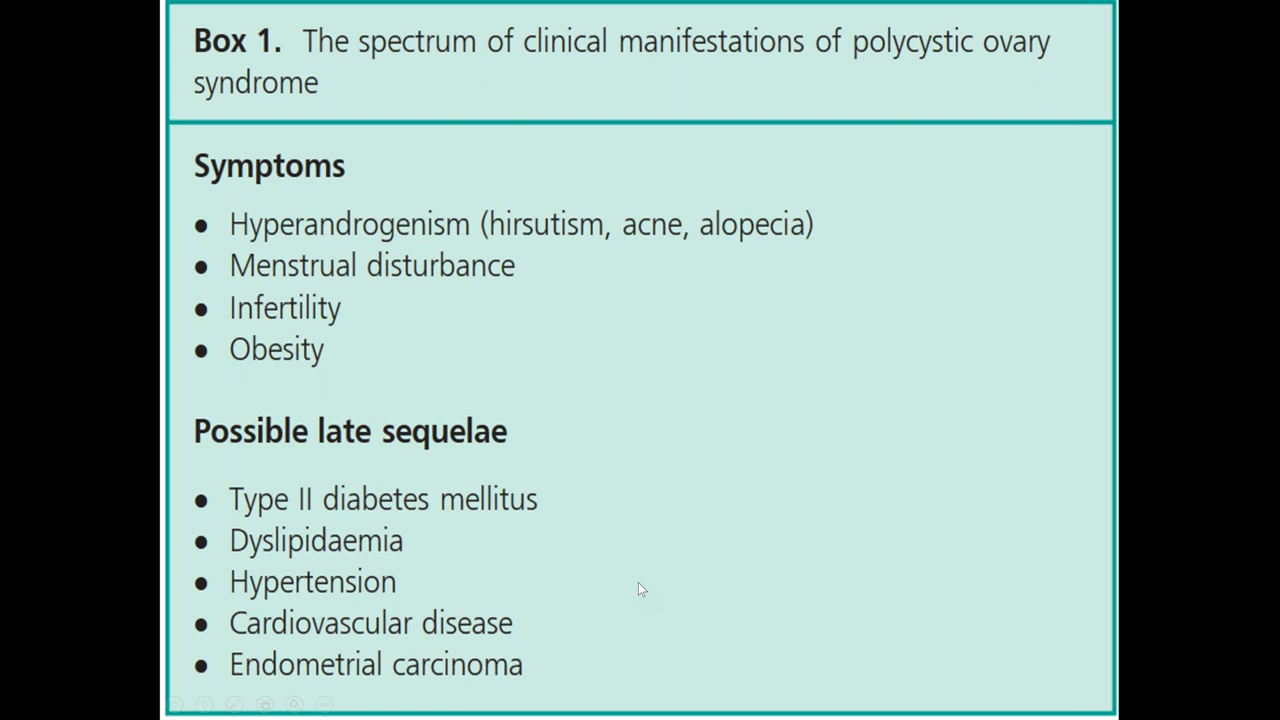 Box 1. The spectrum of clinical manifestations of polycystic ovary
syndrome
Symptoms
● Hyperandrogenism (hirsutism, acne, alopecia)
● Menstrual disturbance
● Infertility
● Obesity
Possible late sequelae
● Type II diabetes mellitus
● Dyslipidaemia
● Hypertension
● Cardiovascular disease
● Endometrial carcinoma